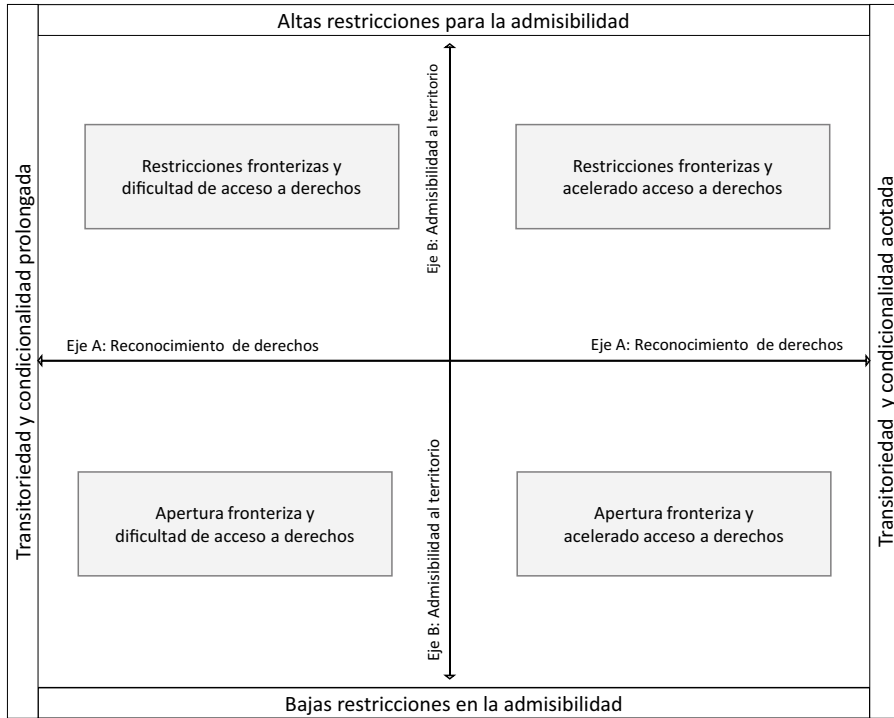 Altas restricciones para la admisibilidad
Transitoriedad y condicionalidad prolongada
Restricciones fronterizas y
dificultad de acceso a derechos
Eje B: Admisibilidad al territorio
Restricciones fronterizas y
acelerado acceso a derechos
Transitoriedad y condicionalidad acotada
Eje A: Reconocimiento de derechos
Eje A: Reconocimiento de derechos
Apertura fronteriza y
dificultad de acceso a derechos
Eje B: Admisibilidad al territorio
Apertura fronteriza y
acelerado acceso a derechos
Bajas restricciones en la admisibilidad